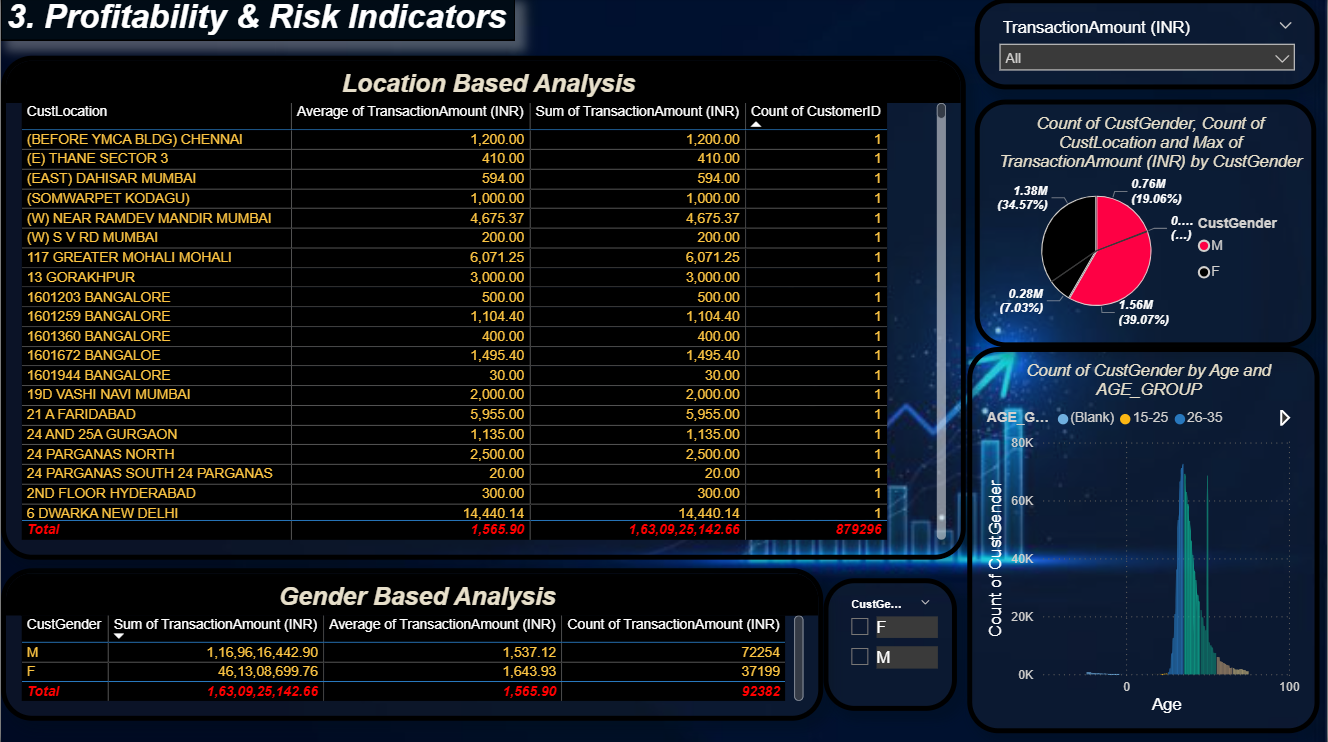 3. Profitability & Risk Indicators
TransactionAmount (INR)
All
Location Based Analysis
CustLocation Average of TransactionAmount (INR) Sum of TransactionAmount (INR) Count of CustomerID
(BEFORE YMCA BLDG) CHENNAI 1,200.00 1,200.00 1
(E) THANE SECTOR 3 410.00 410.00 1
(EAST) DAHISAR MUMBAI 594.00 594.00 1
(SOMWARPET KODAGU) 1,000.00 1,000.00 1
(W) NEAR RAMDEV MANDIR MUMBAI 4,675.37 4,675.37 1
(W) S V RD MUMBAI 200.00 200.00 1
117 GREATER MOHALI MOHALI 6,071.25 6,071.25 1
13 GORAKHPUR 3,000.00 3,000.00 1
1601203 BANGALORE 500.00 500.00 1
1601259 BANGALORE 1,104.40 1,104.40 1
1601360 BANGALORE 400.00 400.00 1
1601672 BANGALOE 1,495.40 1,495.40 1
1601944 BANGALORE 30.00 30.00 1
19D VASHI NAVI MUMBAI 2,000.00 2,000.00 1
21 A FARIDABAD 5,955.00 5,955.00 1
24 AND 25A GURGAON 1,135.00 1,135.00 1
24 PARGANAS NORTH 2,500.00 2,500.00 1
24 PARGANAS SOUTH 24 PARGANAS 20.00 20.00 1
2ND FLOOR HYDERABAD 300.00 300.00 1
6 DWARKA NEW DELHI 14,440.14 14,440.14 1
Total 1,565.90 1,63,09,25,142.66 879296
Count of CustGender, Count of
CustLocation and Max of
TransactionAmount (INR) by CustGender
1.38M
(34.57%)
0.76M
(19.06%)
0....
(...)
CustGender
M
F
0.28M
(7.03%)
1.56M
(39.07%)
Count of CustGender by Age and
AGE_GROUP
AGE_G... (Blank) 15-25 26-35
80K
60K
40K
20K
0K
Count of CustGender
0 100
Age
Gender Based Analysis
CustGender Sum of TransactionAmount (INR) Average of TransactionAmount (INR) Count of TransactionAmount (INR)
M 1,16,96,16,442.90 1,537.12 72254
F 46,13,08,699.76 1,643.93 37199
Total 1,63,09,25,142.66 1,565.90 92382
CustGe...
F
M